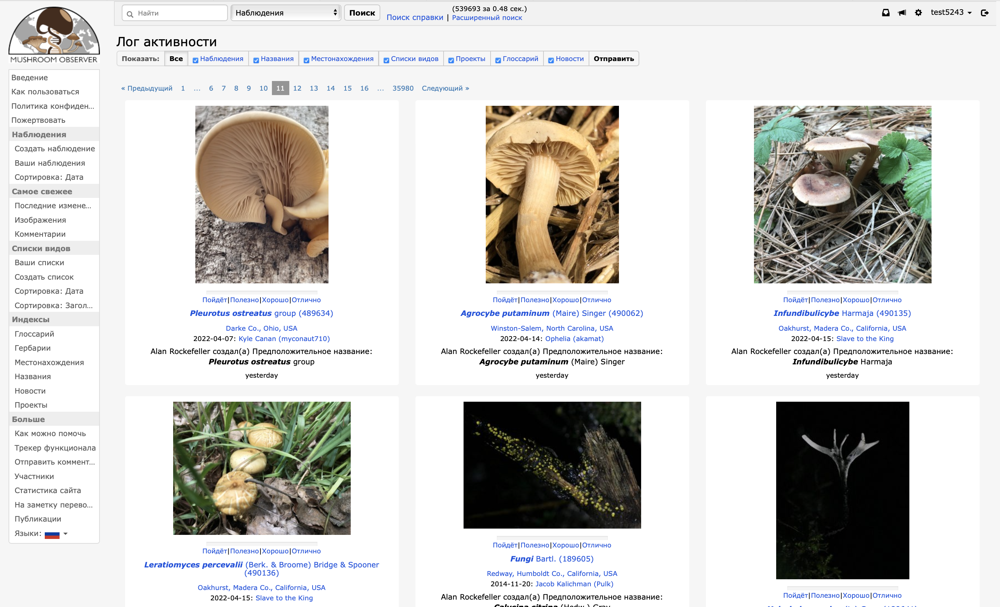 Найти
Наблюдения
Поиск
Поиск справки | Расширенный поиск
(539693 за 0.48 сек.)
test5243
MUSHROOM OBSERVER
Введение
Как пользоваться
Политика конфиден...
Пожертвовать
Наблюдения
Создать наблюдение
Ваши наблюдения
Сортировка: Дата
Самое свежее
Последние измене...
Изображения
Комментарии
Списки видов
Ваши списки
Создать список
Сортировка: Дата
Сортировка: Загол...
Индексы
Глоссарий
Гербарии
Местонахождения
Названия
Новости
Проекты
Больше
Как можно помочь
Трекер функционала
Отправить коммент...
Участники
Статистика сайта
На заметку перево...
Публикации
Языки:
Лог активности
Показать: Все Наблюдения Названия Местонахождения Списки видов Проекты Глоссарий Новости Отправить
« Предыдущий 1 ... 6 7 8 9 10 11 12 13 14 15 16 ... 35980 Следующий »
Пойдёт|Полезно|Хорошо|Отлично
Pleurotus ostreatus group (489634)
Darke Co., Ohio, USA
2022-04-07: Kyle Canan (myconaut710)
Alan Rockefeller создал(а) Предположительное название:
Pleurotus ostreatus group
yesterday
Пойдёт|Полезно|Хорошо|Отлично
Agrocybe putaminum (Maire) Singer (490062)
Winston-Salem, North Carolina, USA
2022-04-14: Ophelia (akamat)
Alan Rockefeller создал(а) Предположительное название:
Agrocybe putaminum (Maire) Singer
yesterday
Пойдёт|Полезно|Хорошо|Отлично
Infundibulicybe Harmaja (490135)
Oakhurst, Madera Co., California, USA
2022-04-15: Slave to the King
Alan Rockefeller создал(а) Предположительное название:
Infundibulicybe Harmaja
yesterday
Пойдёт|Полезно|Хорошо|Отлично
Leratiomyces percevalii (Berk. & Broome) Bridge & Spooner
(490136)
Oakhurst, Madera Co., California, USA
2022-04-15: Slave to the King
Пойдёт|Полезно|Хорошо|Отлично
Fungi Bartl. (189605)
Redway, Humboldt Co., California, USA
2014-11-20: Jacob Kalichman (Pulk)
Alan Rockefeller создал(а) Предположительное название:
Calycina citrina (Hedw.) Gray
Пойдёт|Полезно|Хорошо|Отлично